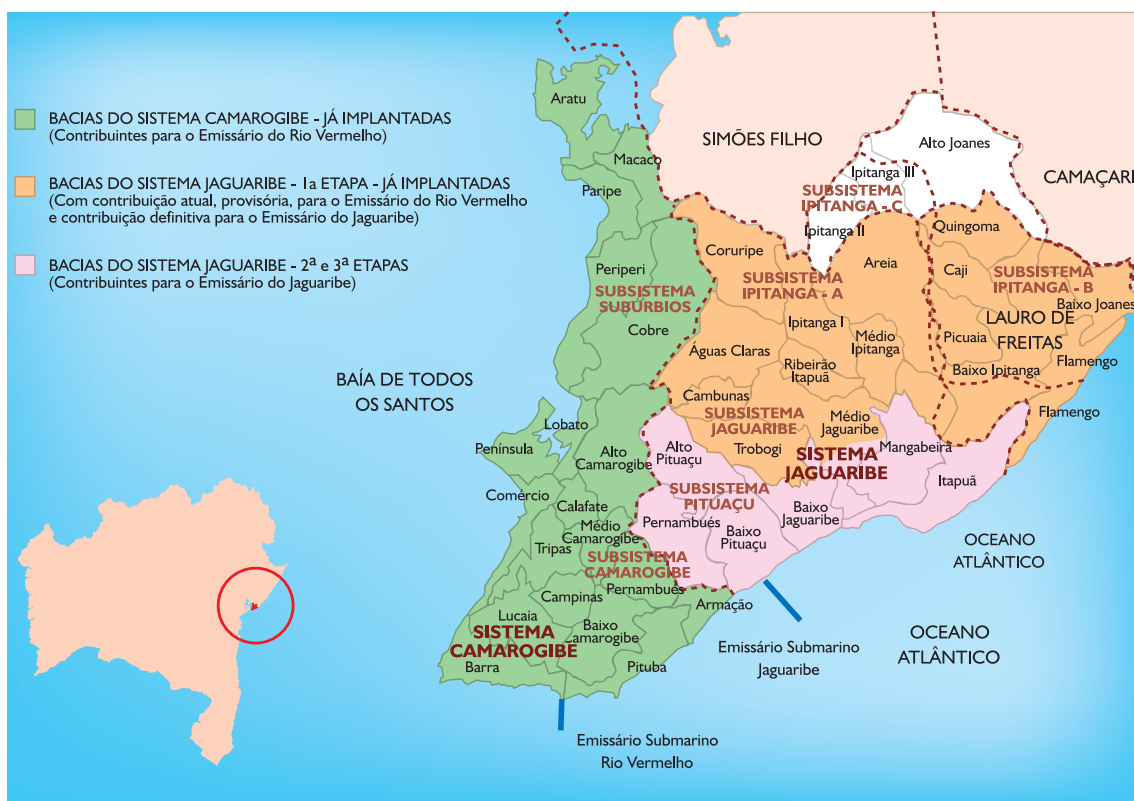 BACIAS DO SISTEMA CAMAROGIBE - JÁ IMPLANTADAS
(Contribuintes para o Emissário do Rio Vermelho)
BACIAS DO SISTEMA JAGUARIBE - 1a ETAPA - JÁ IMPLANTADAS
(Com contribuição atual, provisória, para o Emissário do Rio Vermelho
e contribuição definitiva para o Emissário do Jaguaribe)
BACIAS DO SISTEMA JAGUARIBE - 2ª e 3ª ETAPAS
(Contribuintes para o Emissário do Jaguaribe)
BAÍA DE TODOS
OS SANTOS
Aratu
Macaco
Paripe
SIMÕES FILHO
Alto Joanes
CAMAÇARI
Ipitanga III
SUBSISTEMA
IPITANGA - C
Ipitanga II
Quingoma
Coruripe
Areia
Caji
Periperi
SUBSISTEMA
SUBÚRBIOS
SUBSISTEMA
IPITANGA - A
SUBSISTEMA
IPITANGA - B
Baixo Joanes
Cobre
Ipitanga I
Médio
Ipitanga
LAURO DE
FREITAS
Picuaia
Águas Claras
Ribeirão
Itapuã
Baixo Ipitanga
Flamengo
Cambunas
SUBSISTEMA
JAGUARIBE
Médio
Jaguaribe
Flamengo
Lobato
Península
Alto
Camarogibe
Alto
Pituaçu
Trobogi
SISTEMA
JAGUARIBE
Mangabeira
Itapuã
Comércio
Calafate
SUBSISTEMA
PITUAÇU
Baixo
Jaguaribe
Médio
Camarogibe
Pernambués
Baixo
Pituaçu
Tripas
SUBSISTEMA
CAMAROGIBE
OCEANO
ATLÂNTICO
Pernambués
Campinas
Armação
Lucaia
SISTEMA
CAMAROGIBE
Baixo
Camarogibe
Barra
Pituba
Emissário Submarino
Jaguaribe
OCEANO
ATLÂNTICO
Emissário Submarino
Rio Vermelho